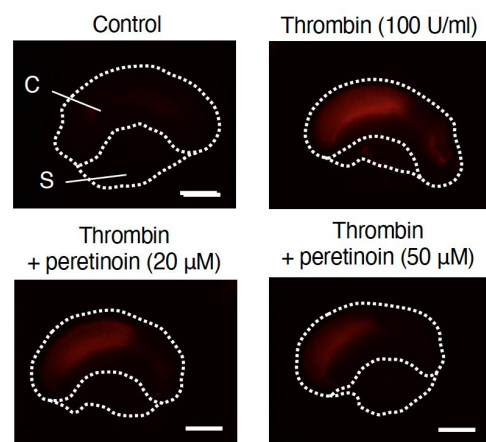 Control
Thrombin (100 U/ml)
C
S
Thrombin
+ peretinoin (20 µM)
Thrombin
+ peretinoin (50 µM)